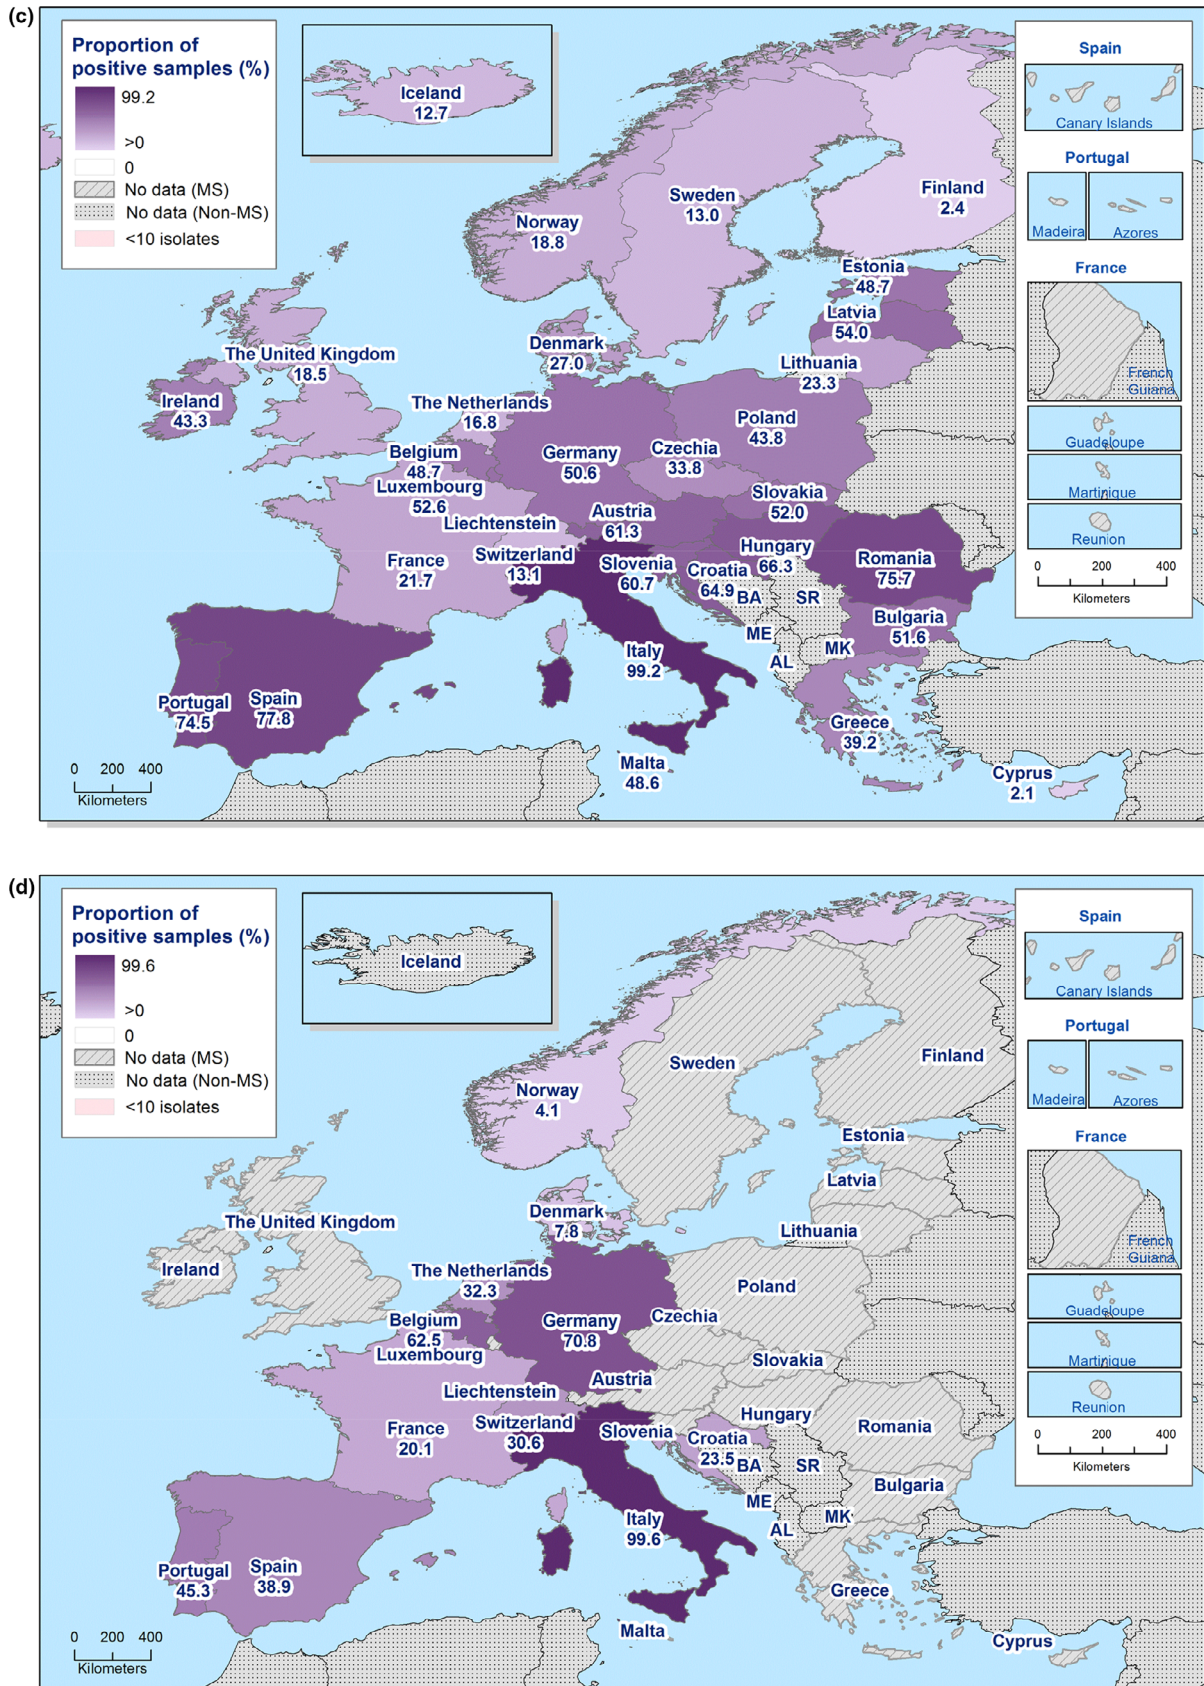 (c)
Proportion of
positive samples (%)
99.2
>0
0
No data (MS)
No data (Non-MS)
<10 isolates
Iceland
12.7
Spain
Canary Islands
Portugal
Madeira
Azores
France
French
Guiana
Guadeloupe
Martinique
Reunion
0 200 400
Kilometers
Finland
2.4
Sweden
13.0
Norway
18.8
Estonia
48.7
Latvia
54.0
Lithuania
23.3
Denmark
27.0
The United Kingdom
18.5
Ireland
43.3
The Netherlands
16.8
Poland
43.8
Belgium
48.7
Germany
50.6
Czechia
33.8
Luxembourg
52.6
Slovakia
52.0
Liechtenstein
Austria
61.3
Switzerland
13.1
France
21.7
Slovenia
60.7
Hungary
66.3
Croatia
64.9
Romania
75.7
BA
SR
Bulgaria
51.6
ME
MK
AL
Italy
99.2
Portugal
74.5
Spain
77.8
Greece
39.2
Malta
48.6
Cyprus
2.1
0 200 400
Kilometers
(d)
Proportion of
positive samples (%)
99.6
>0
0
No data (MS)
No data (Non-MS)
<10 isolates
Iceland
Spain
Canary Islands
Portugal
Madeira
Azores
France
French
Guiana
Guadeloupe
Martinique
Reunion
0 200 400
Kilometers
Finland
Sweden
Norway
4.1
Estonia
Latvia
Lithuania
Denmark
7.8
The United Kingdom
Ireland
The Netherlands
32.3
Poland
Belgium
62.5
Germany
70.8
Czechia
Luxembourg
Slovakia
Liechtenstein
Austria
Switzerland
30.6
France
20.1
Slovenia
Hungary
Croatia
23.5
Romania
BA
SR
Bulgaria
ME
MK
AL
Italy
99.6
Portugal
45.3
Spain
38.9
Greece
Malta
Cyprus
0 200 400
Kilometers